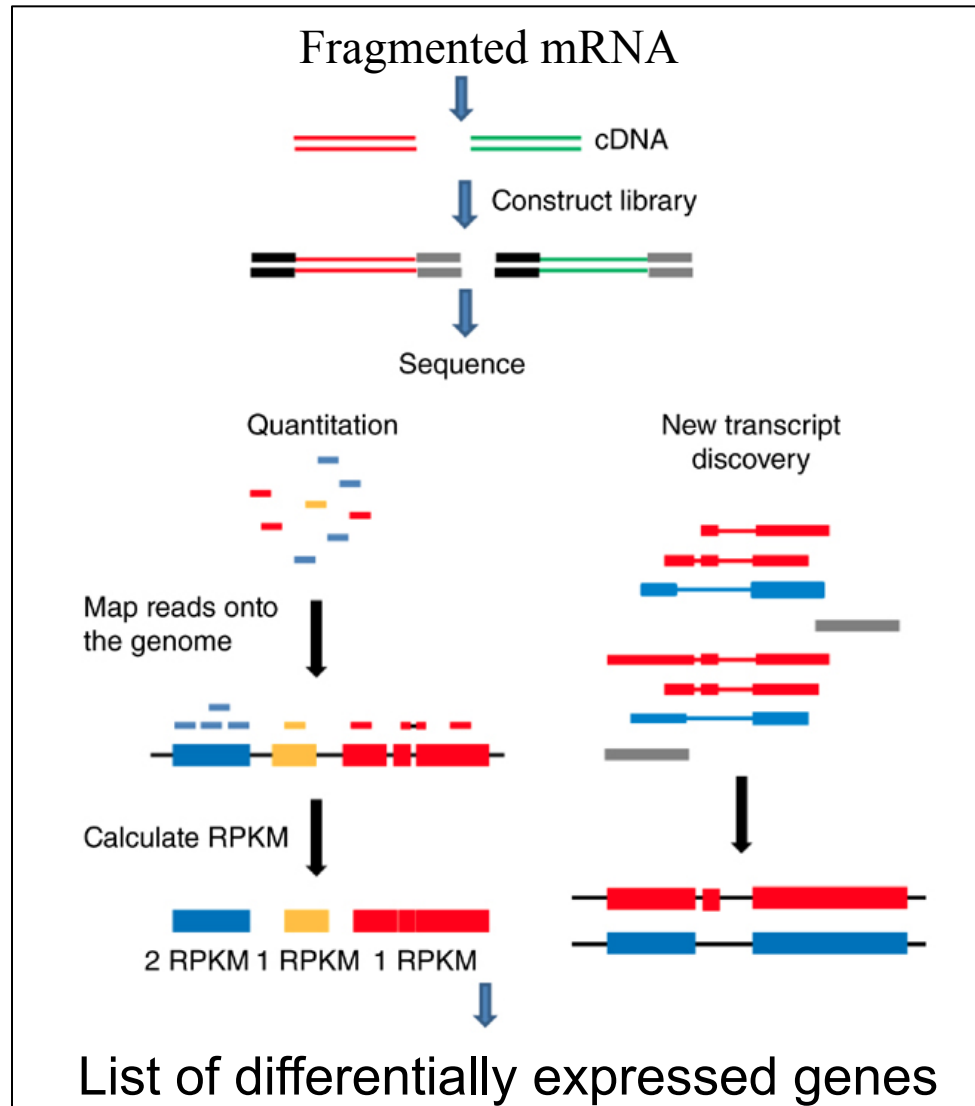 Fragmented mRNA
cDNA
Construct library
Sequence
Quantitation
Map reads onto
the genome
Calculate RPKM
2 RPKM 1 RPKM 1 RPKM
New transcript
discovery
List of differentially expressed genes